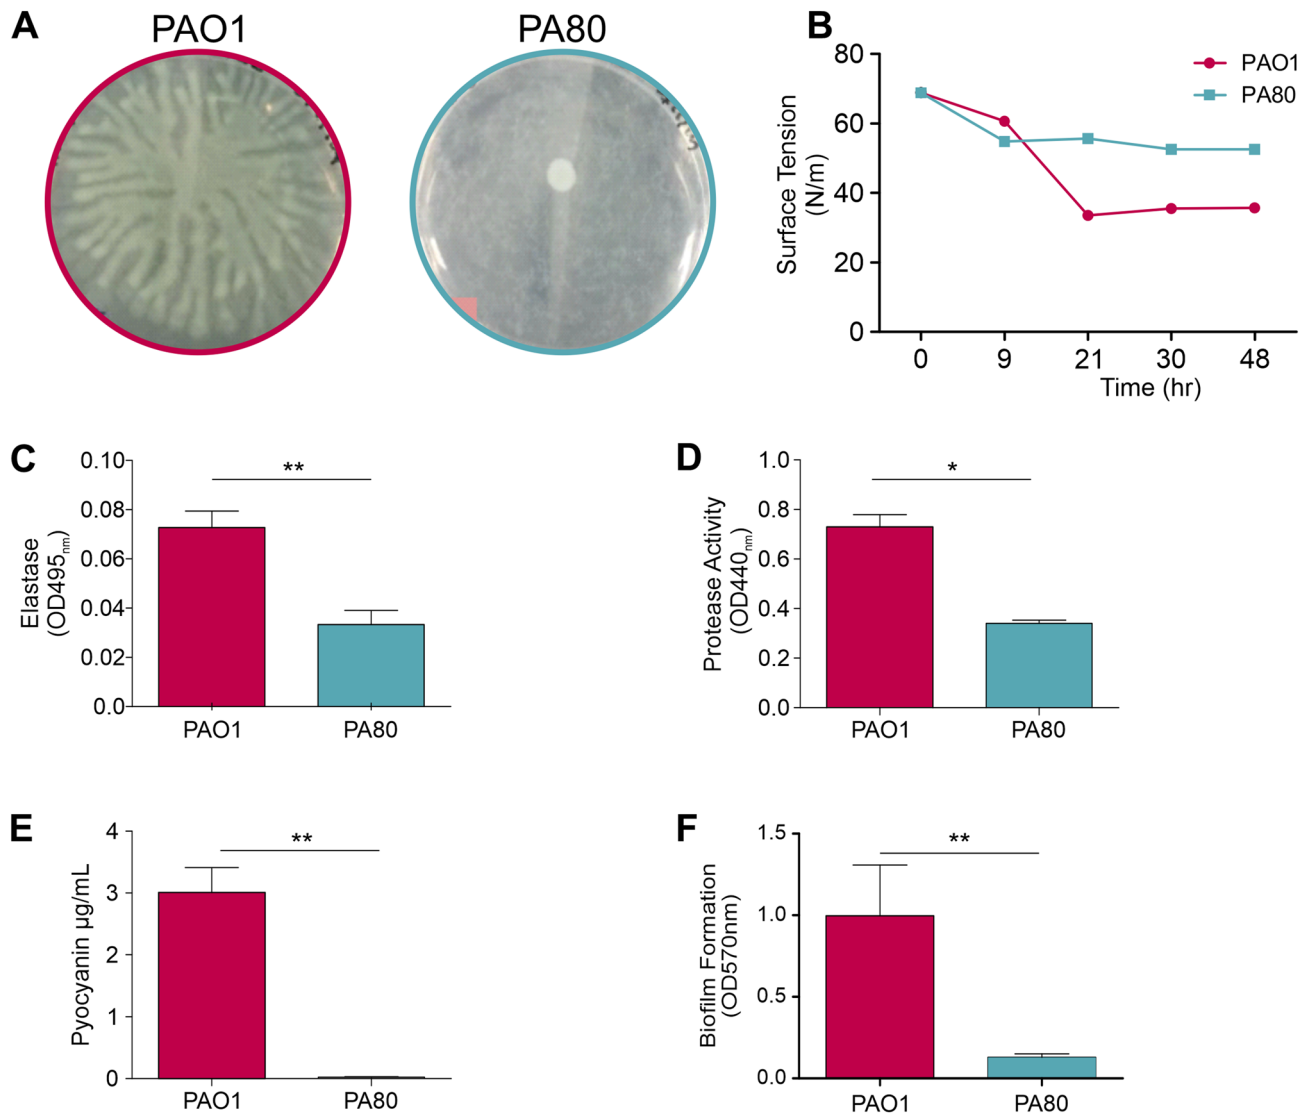 A
PAO1
PA80
B
80
60
40
20
0
Surface Tension
(N/m)
0 9 21 30 48
Time (hr)
PAO1
PA80
C
0.10
0.08
0.06
0.04
0.02
0.0
Elastase
(OD495nm)
**
PAO1 PA80
D
1.0
0.8
0.6
0.4
0.2
0.0
Protease Activity
(OD440nm)
*
PAO1 PA80
E
4
3
2
1
0
Pyocyanin µg/mL
**
PAO1 PA80
F
1.5
1.0
0.5
0.0
Biofilm Formation
(OD570nm)
**
PAO1 PA80